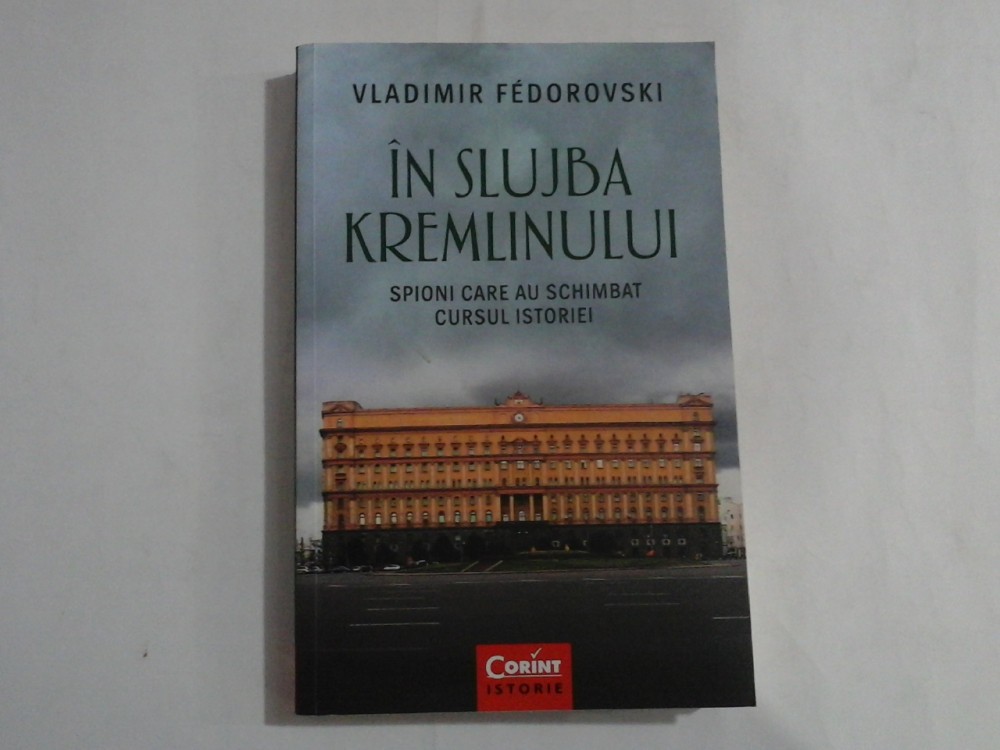 VLADIMIR FÉDOROVSKI
ÎN SLUJBA
KREMLINULUI
SPIONI CARE AU SCHIMBAT
CURSUL ISTORIEI
CORINT
ISTORIE